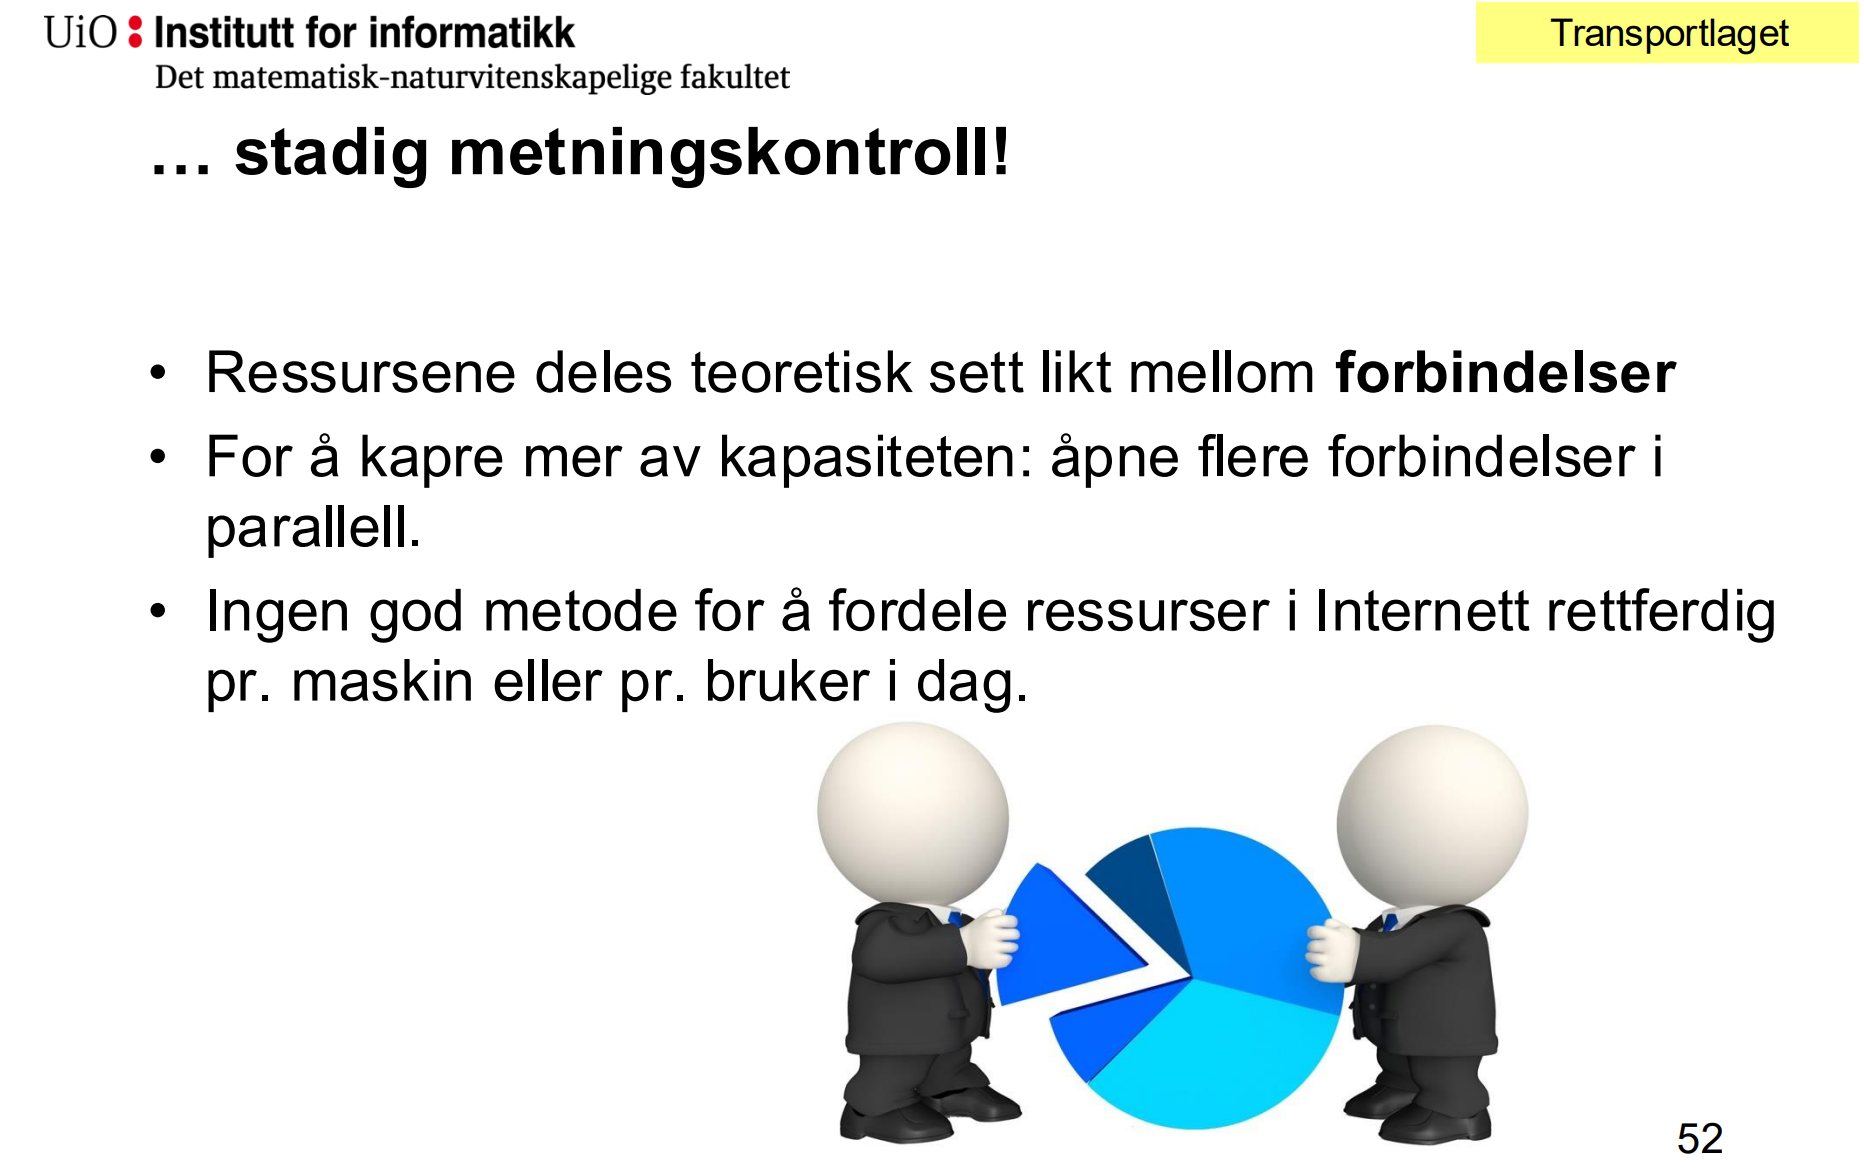 UiO Institutt for informatikk
Transportlaget
Det matematisk-naturvitenskapelige fakultet
… stadig metningskontroll!
• Ressursene deles teoretisk sett likt mellom forbindelser
• For å kapre mer av kapasiteten: åpne flere forbindelser i
parallell.
• Ingen god metode for å fordele ressurser i Internett rettferdig
pr. maskin eller pr. bruker i dag.
52